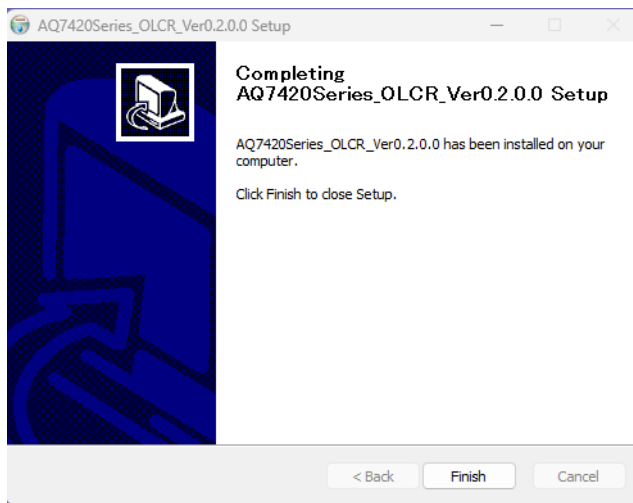 AQ7420Series_OLCR_Ver0.2.0.0 Setup
Completing
AQ7420Series_OLCR_Ver0.2.0.0 Setup
AQ7420Series_OLCR_Ver0.2.0.0 has been installed on your
computer.
Click Finish to close Setup.
< Back Finish Cancel